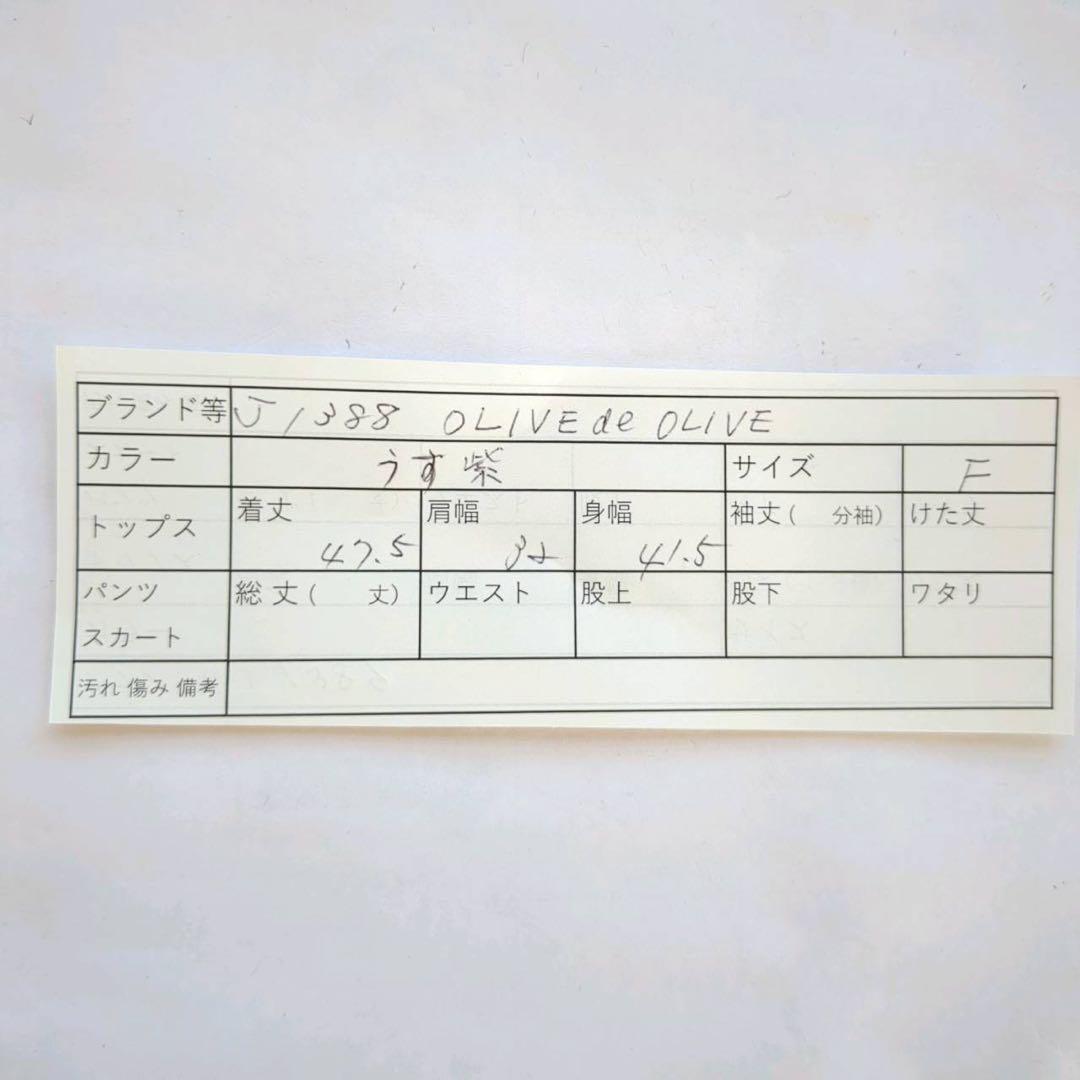 ブランド等 J1388 OLIVE de OLIVE
カラー うす紫 サイズ F
トップス 着丈 47.5 肩幅 身幅 41.5 袖丈( 分袖) けた丈
パンツ スカート 総丈( 丈) ウエスト 股上 股下 ワタリ
汚れ 傷み 備考